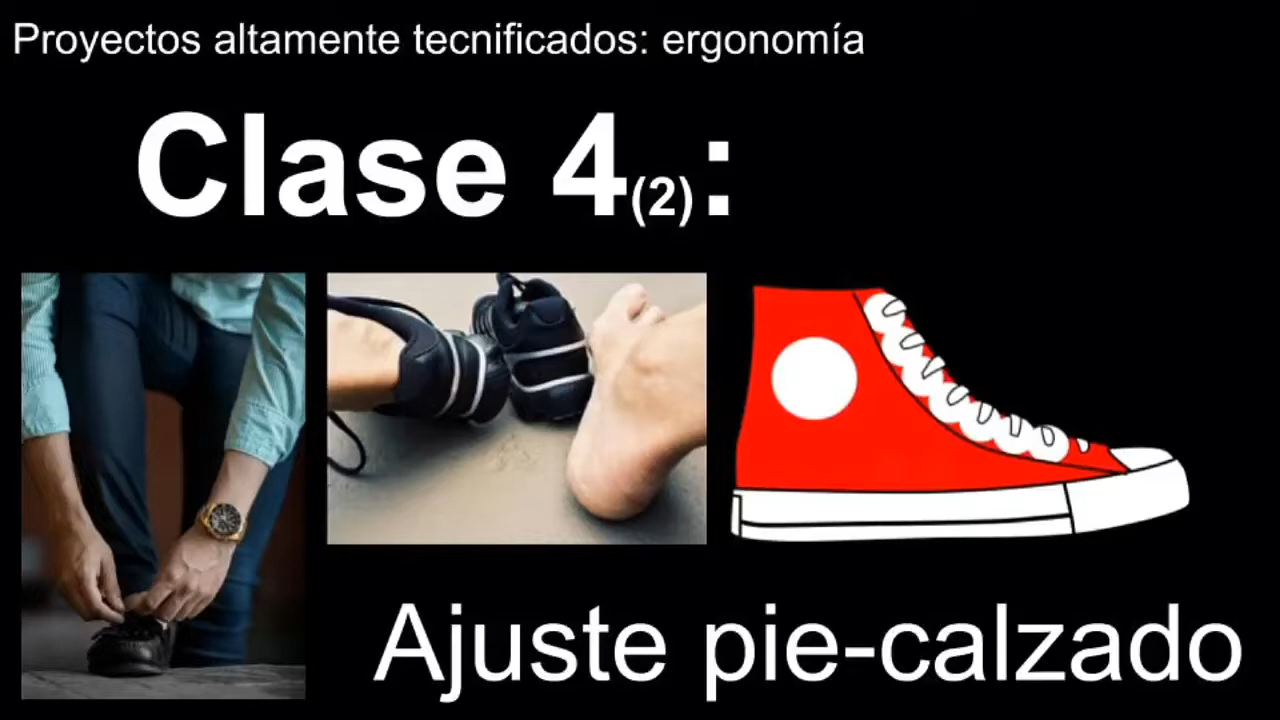 Proyectos altamente tecnificados: ergonomía
Clase 4(2):
Ajuste pie-calzado